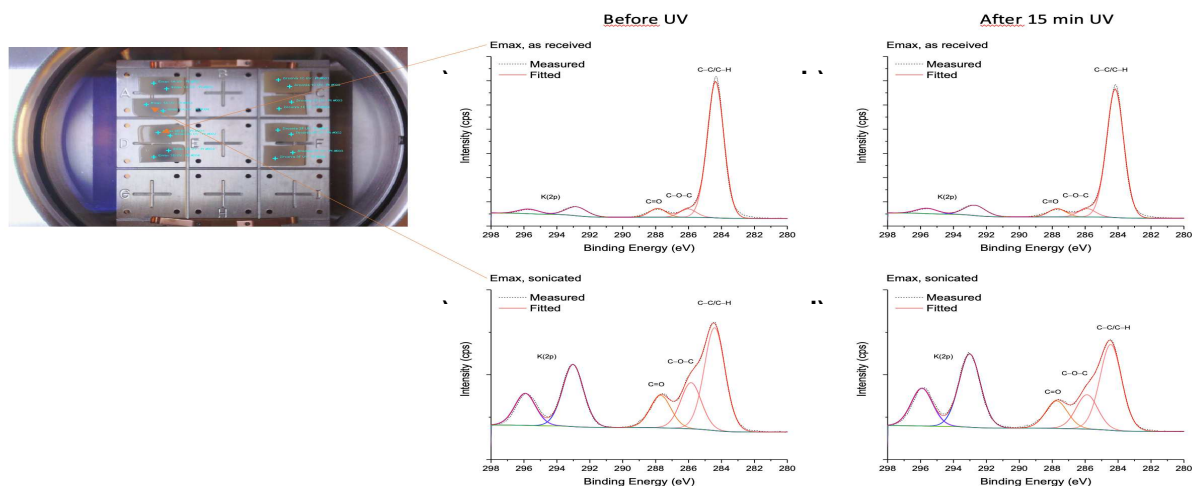 Before UV
After 15 min UV
Emax, as received
Measured
Fitted
C–C/C–H
K(2p)
C=O
C–O–C
Intensity (cps)
298 296 294 292 290 288 286 284 282 280
Binding Energy (eV)
Emax, as received
Measured
Fitted
C–C/C–H
K(2p)
C=O
C–O–C
Intensity (cps)
298 296 294 292 290 288 286 284 282 280
Binding Energy (eV)
A
B
C
D
E
F
G
H
I
Emax, sonicated
Measured
Fitted
C–C/C–H
K(2p)
C–O–C
C=O
Intensity (cps)
298 296 294 292 290 288 286 284 282 280
Binding Energy (eV)
Emax, sonicated
Measured
Fitted
C–C/C–H
K(2p)
C–O–C
C=O
Intensity (cps)
298 296 294 292 290 288 286 284 282 280
Binding Energy (eV)